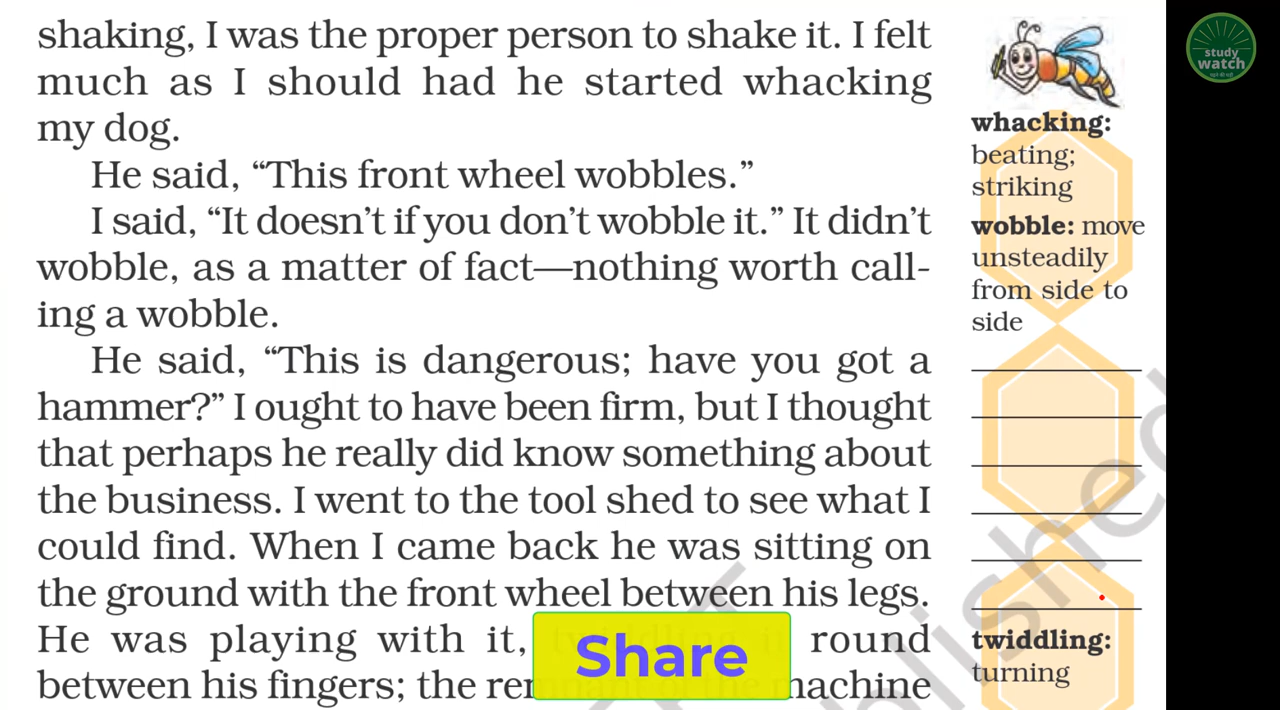 shaking, I was the proper person to shake it. I felt
much as I should had he started whacking
my dog.
He said, “This front wheel wobbles.”
I said, “It doesn’t if you don’t wobble it.” It didn’t
wobble, as a matter of fact—nothing worth call-
ing a wobble.
He said, “This is dangerous; have you got a
hammer?” I ought to have been firm, but I thought
that perhaps he really did know something about
the business. I went to the tool shed to see what I
could find. When I came back he was sitting on
the ground with the front wheel between his legs.
He was playing with it, twiddling it round
between his fingers; the remnant of the machine
Share
whacking:
beating;
striking
wobble: move
unsteadily
from side to
side
twiddling:
turning
study
watch